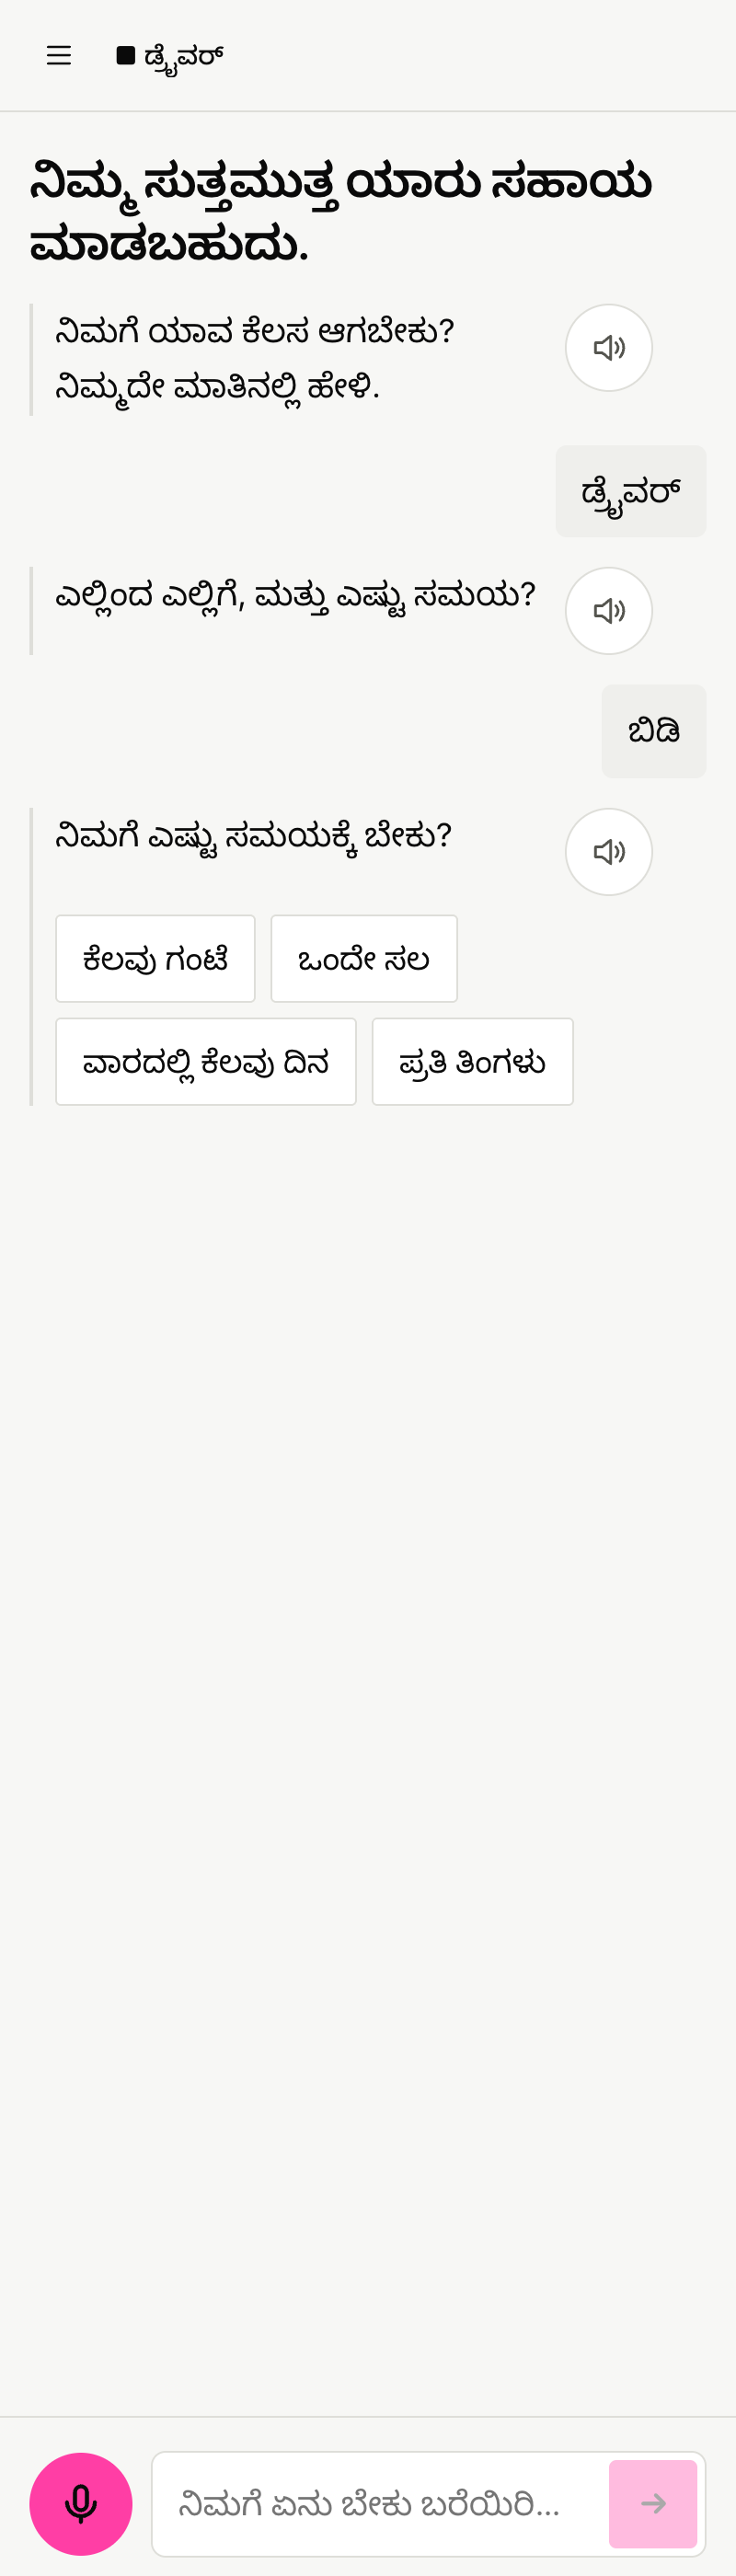 ಡ್ರೈವರ್
ನಿಮ್ಮ ಸುತ್ತಮುತ್ತ ಯಾರು ಸಹಾಯ
ಮಾಡಬಹುದು.
ನಿಮಗೆ ಯಾವ ಕೆಲಸ ಆಗಬೇಕು?
ನಿಮ್ಮದೇ ಮಾತಿನಲ್ಲಿ ಹೇಳಿ.
ಡ್ರೈವರ್
ಎಲ್ಲಿಂದ ಎಲ್ಲಿಗೆ, ಮತ್ತು ಎಷ್ಟು ಸಮಯ?
ಬಿಡಿ
ನಿಮಗೆ ಎಷ್ಟು ಸಮಯಕ್ಕೆ ಬೇಕು?
ಕೆಲವು ಗಂಟೆ
ಒಂದೇ ಸಲ
ವಾರದಲ್ಲಿ ಕೆಲವು ದಿನ
ಪ್ರತಿ ತಿಂಗಳು
ನಿಮಗೆ ಏನು ಬೇಕು ಬರೆಯಿರಿ...